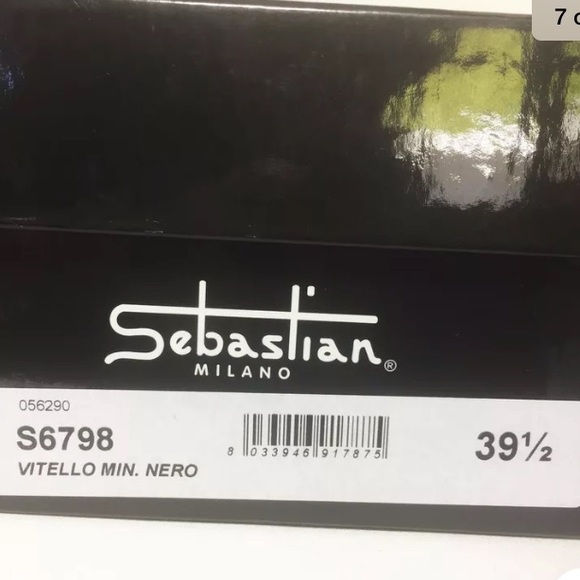 7 o
Sebastian®
MILANO
056290
S6798
VITELLO MIN. NERO
8 033946 917875
39½